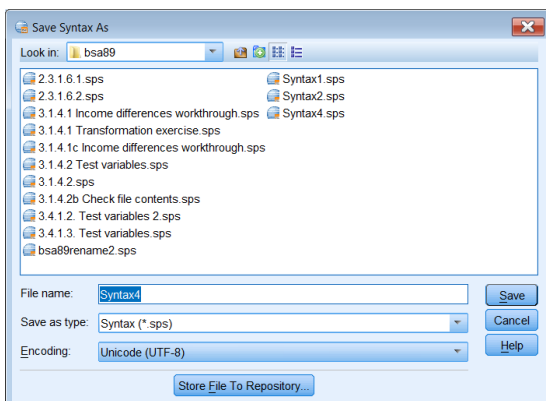 Save Syntax As
Look in: bsa89
2.3.1.6.1.sps
2.3.1.6.2.sps
3.1.4.1 Income differences workthrough.sps
3.1.4.1 Transformation exercise.sps
3.1.4.1c Income differences workthrough.sps
3.1.4.2 Test variables.sps
3.1.4.2.sps
3.1.4.2b Check file contents.sps
3.4.1.2. Test variables 2.sps
3.4.1.3. Test variables.sps
bsa89rename2.sps
Syntax1.sps
Syntax2.sps
Syntax4.sps
File name: Syntax4
Save
Save as type: Syntax (*.sps)
Cancel
Encoding: Unicode (UTF-8)
Help
Store File To Repository...